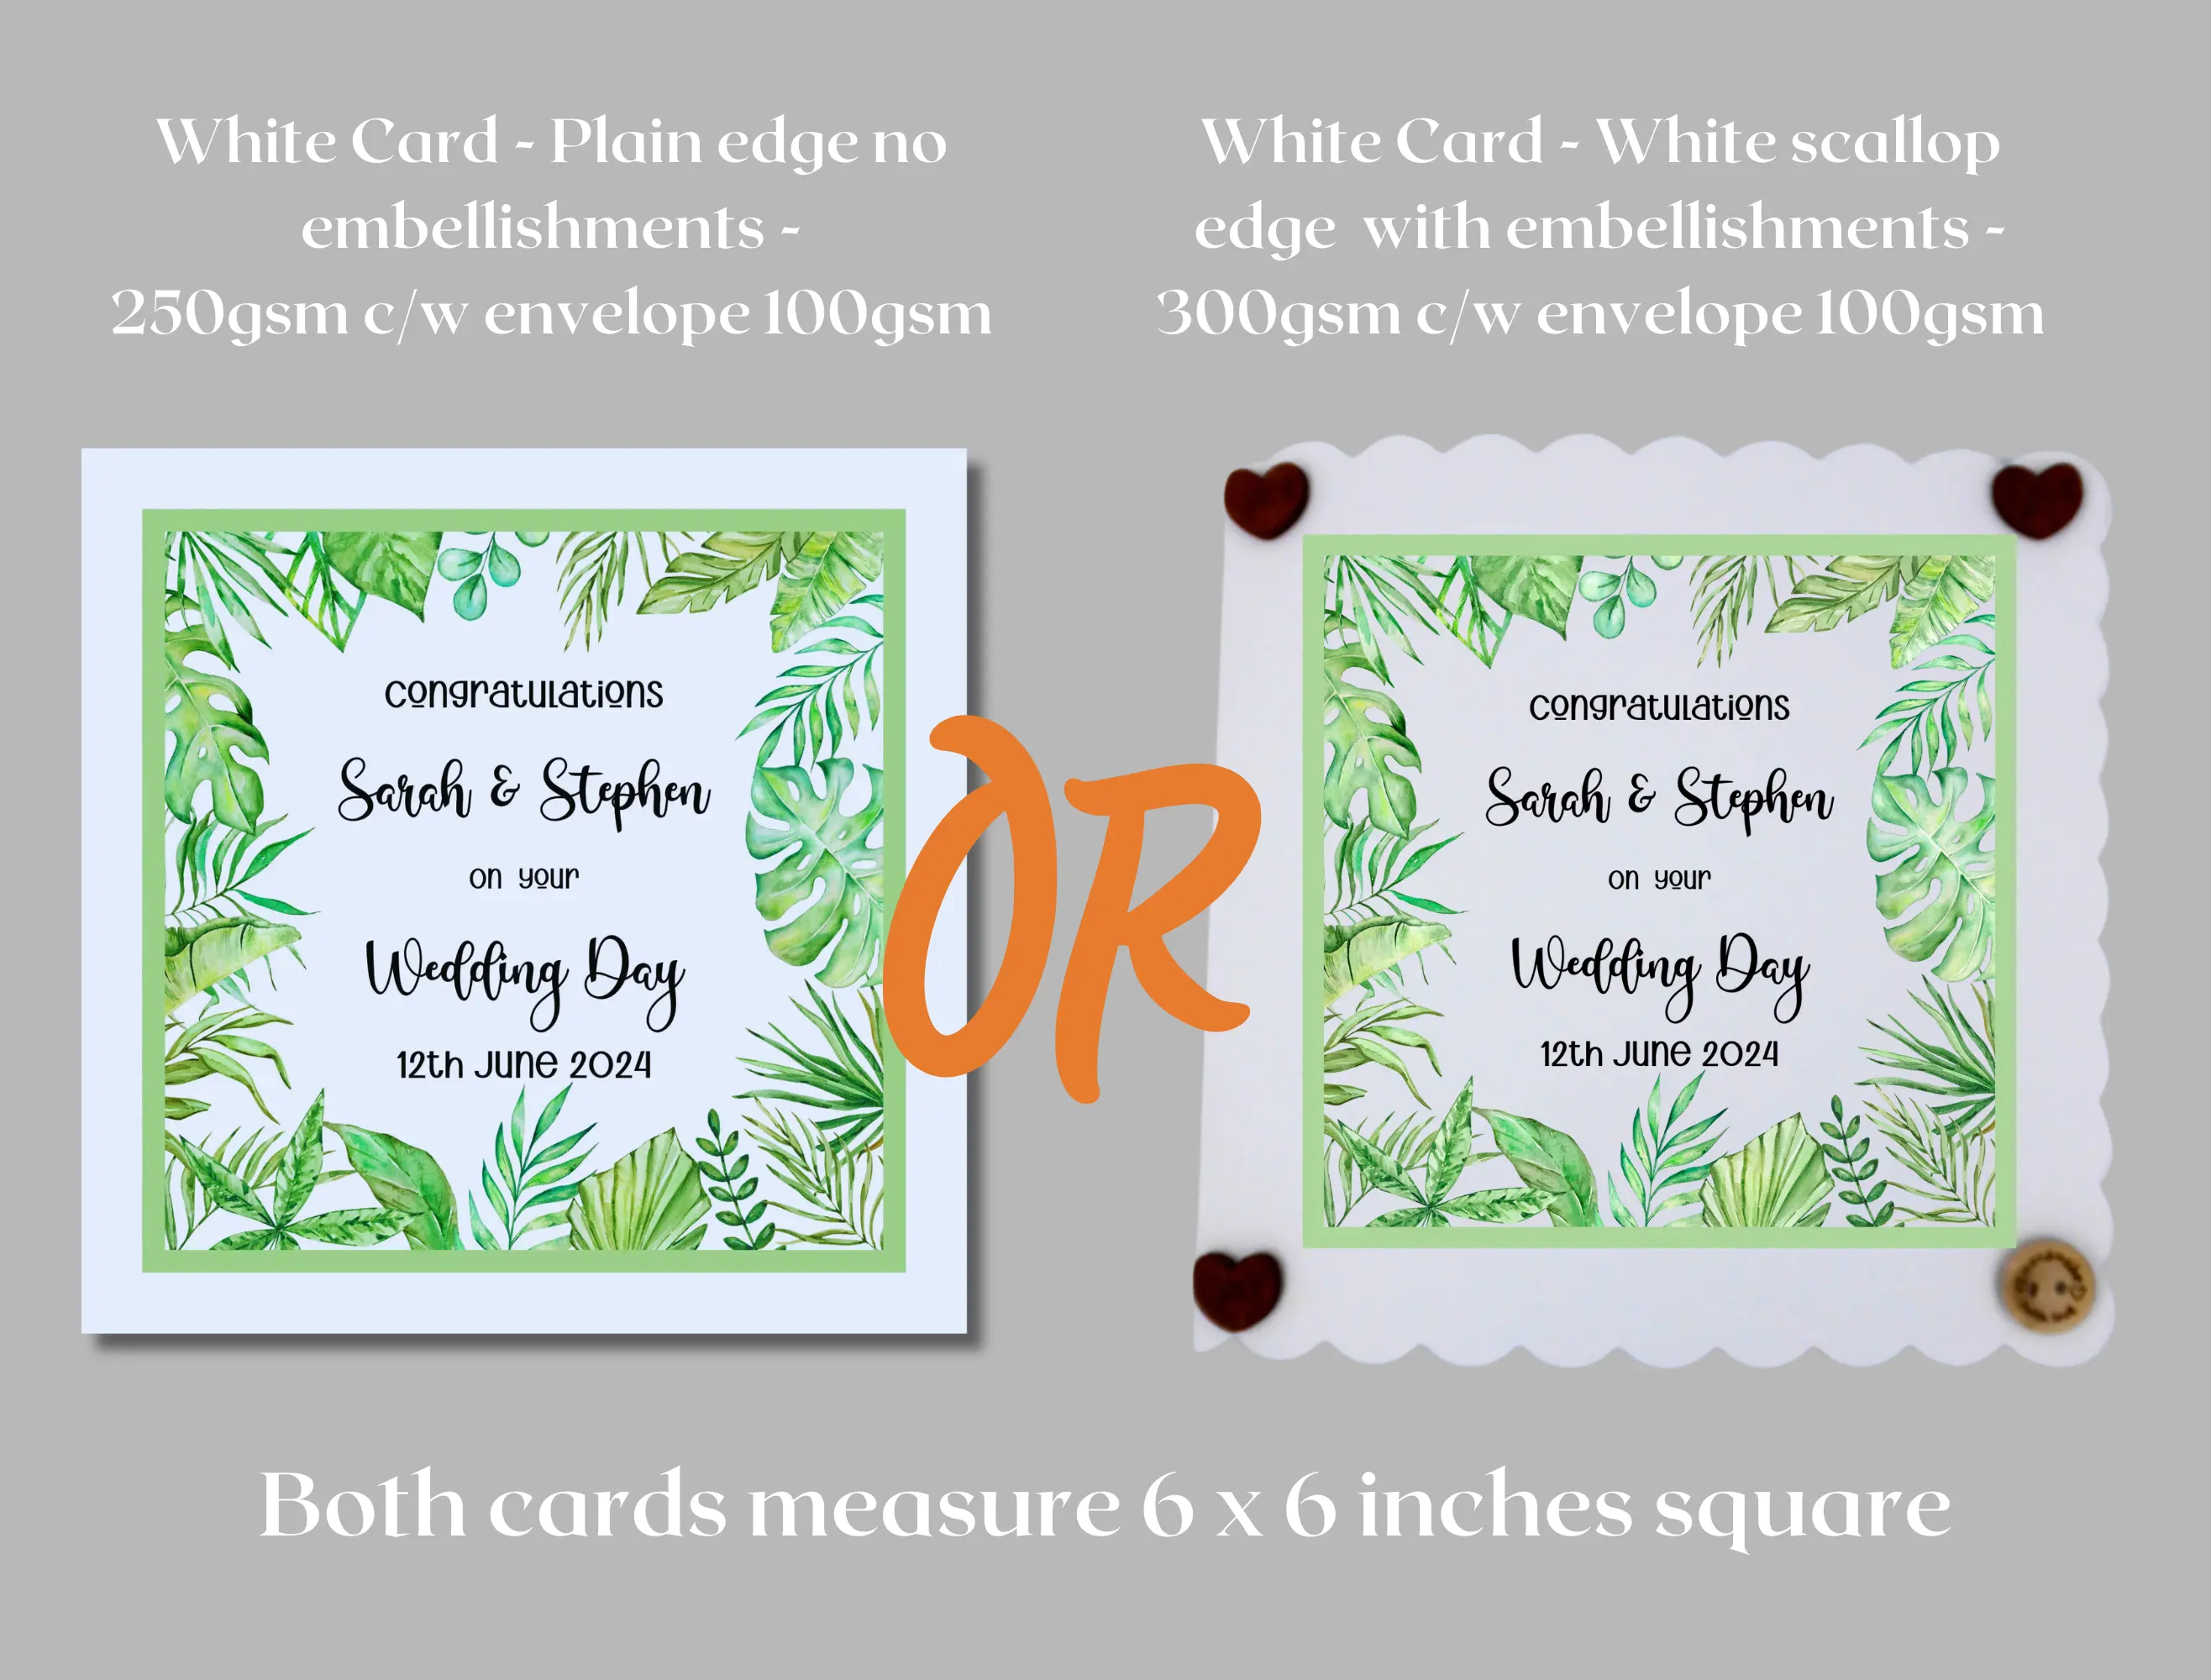 White Card - Plain edge no
embellishments -
250gsm c/w envelope 100gsm
White Card - White scallop
edge with embellishments -
300gsm c/w envelope 100gsm
congratulations
Sarah & Stephen
on your
Wedding Day
12th June 2024
OR
congratulations
Sarah & Stephen
on your
Wedding Day
12th June 2024
Both cards measure 6 x 6 inches square